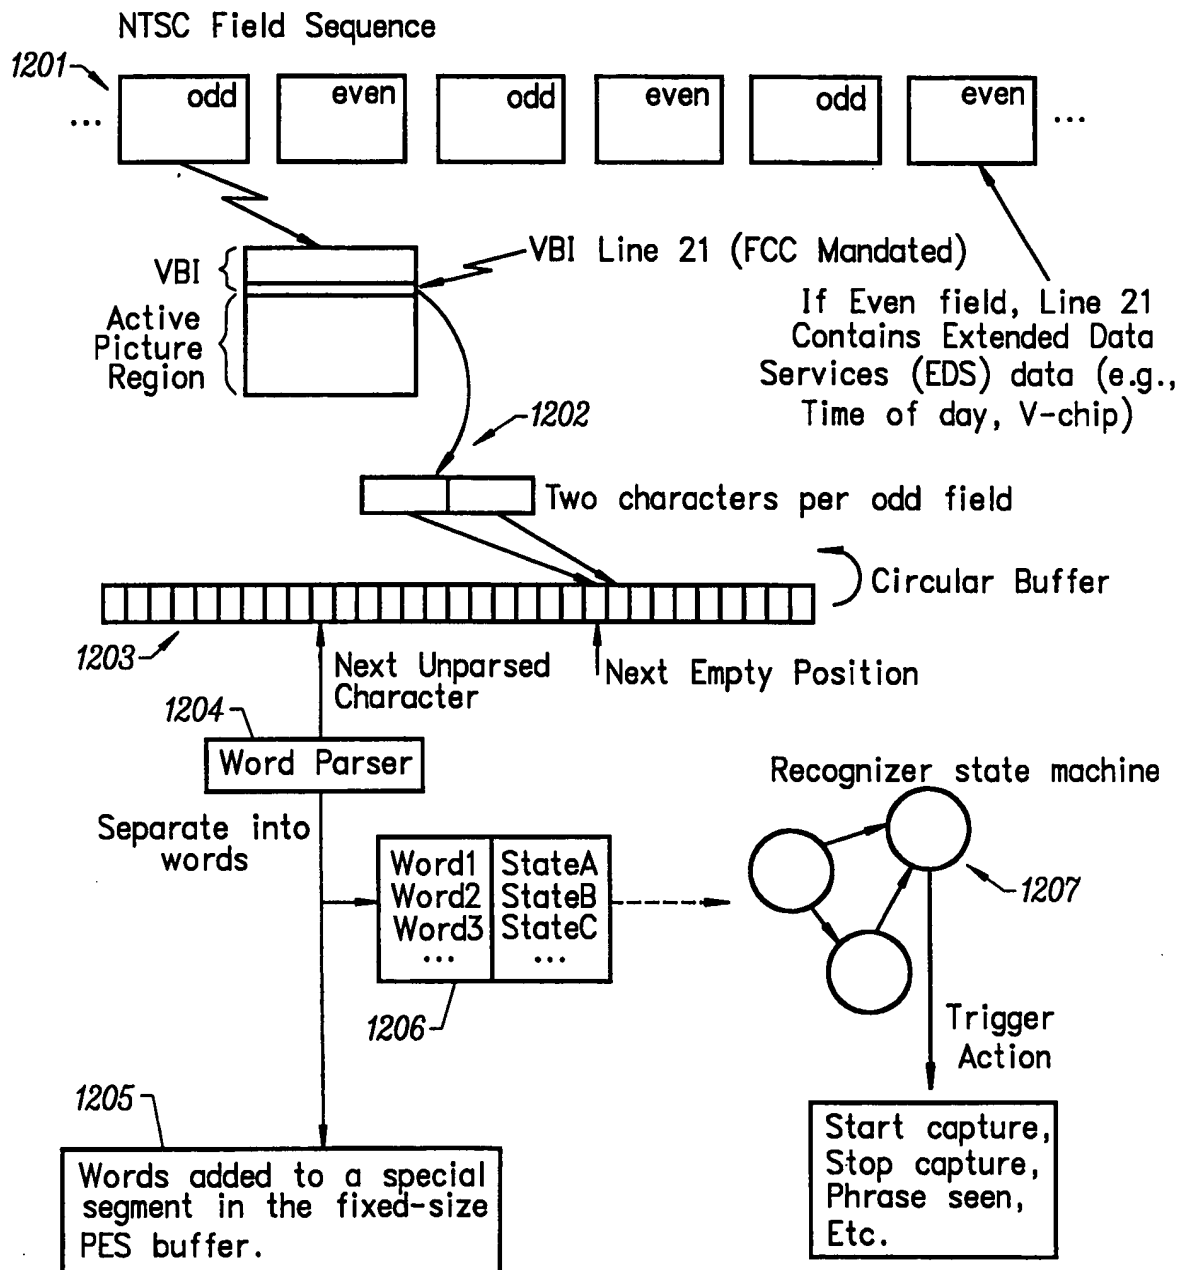 NTSC Field Sequence
1201
... odd even odd even odd even ...
VBI
VBI Line 21 (FCC Mandated)
Active
Picture
Region
If Even field, Line 21
Contains Extended Data
Services (EDS) data (e.g.,
Time of day, V-chip)
1202
Two characters per odd field
Circular Buffer
1203
Next Unparsed
Character
Next Empty Position
1204
Word Parser
Separate into
words
Word1 StateA
Word2 StateB
Word3 StateC
... ...
1206
Recognizer state machine
1207
Trigger
Action
1205
Words added to a special
segment in the fixed-size
PES buffer.
Start capture,
Stop capture,
Phrase seen,
Etc.